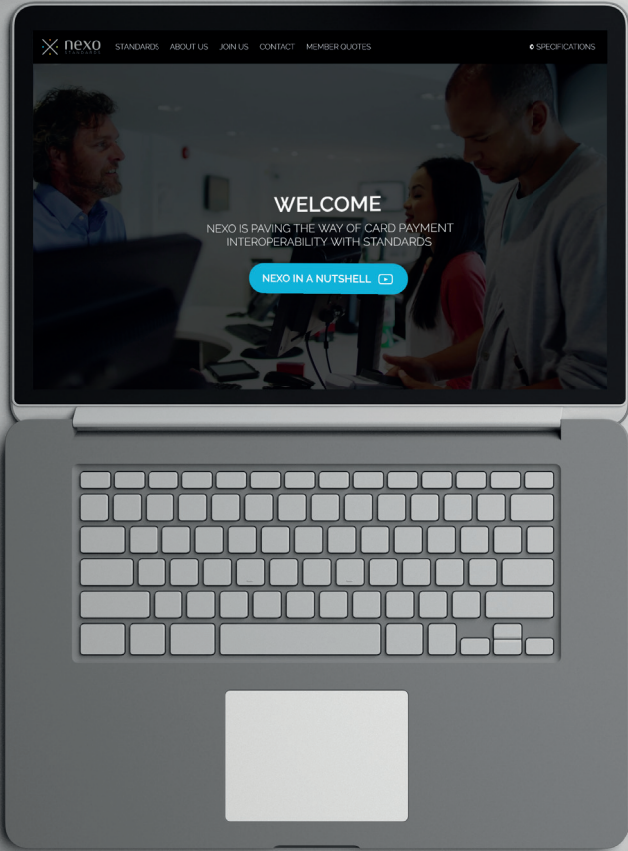 nexo
STANDARDS
STANDARDS ABOUT US JOIN US CONTACT MEMBER QUOTES SPECIFICATIONS
WELCOME
NEXO IS PAVING THE WAY OF CARD PAYMENT
INTEROPERABILITY WITH STANDARDS
NEXO IN A NUTSHELL